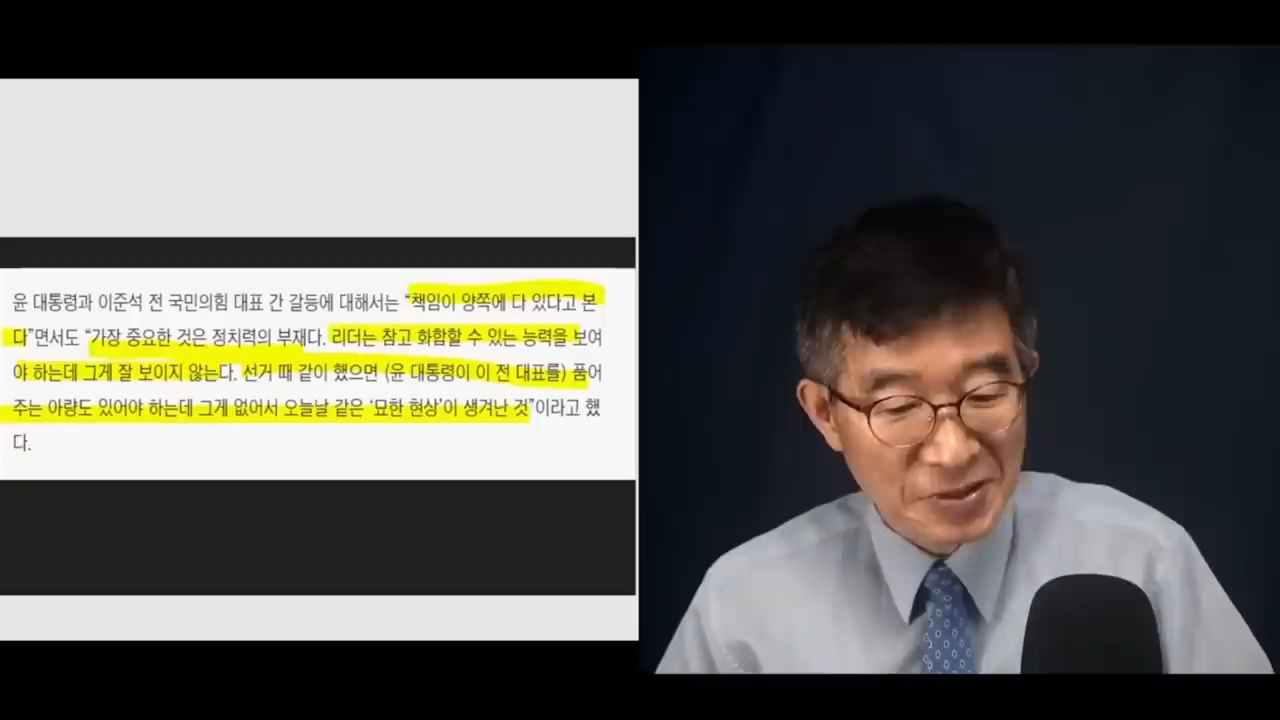 윤 대통령과 이준석 전 국민의힘 대표 간 갈등에 대해서는 “책임이 양쪽에 다 있다고 본
다”면서도 “가장 중요한 것은 정치력의 부재다. 리더는 참고 화합할 수 있는 능력을 보여
야 하는데 그게 잘 보이지 않는다. 선거 때 같이 했으면 (윤 대통령이 이 전 대표를) 품어
주는 아량도 있어야 하는데 그게 없어서 오늘날 같은 ‘묘한 현상’이 생겨난 것”이라고 했
다.